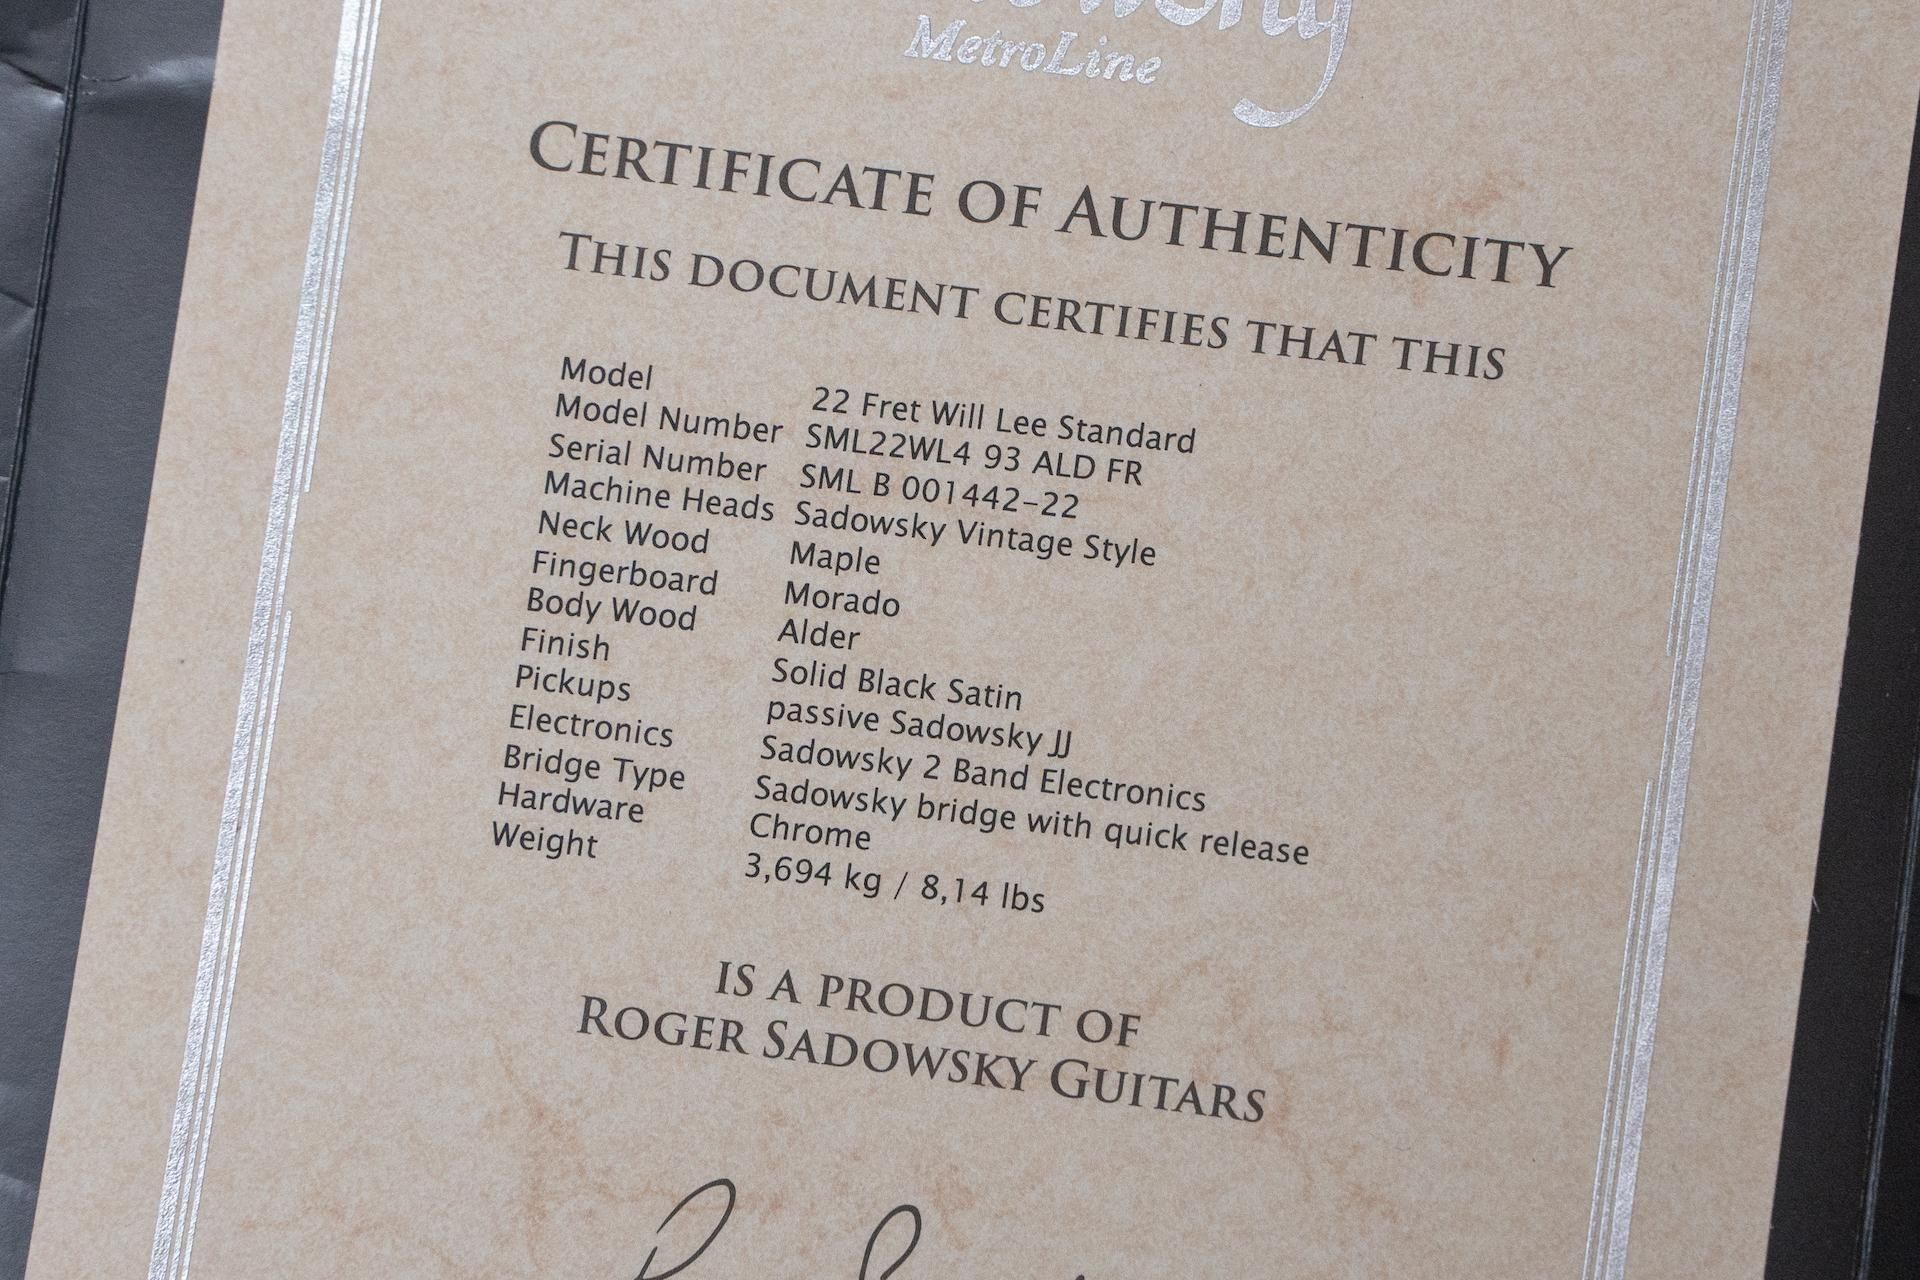 MetroLine
CERTIFICATE OF AUTHENTICITY
THIS DOCUMENT CERTIFIES THAT THIS
Model 22 Fret Will Lee Standard
Model Number SML22WL4 93 ALD FR
Serial Number SML B 001442-22
Machine Heads Sadowsky Vintage Style
Neck Wood Maple
Fingerboard Morado
Body Wood Alder
Finish Solid Black Satin
Pickups passive Sadowsky JJ
Electronics Sadowsky 2 Band Electronics
Bridge Type Sadowsky bridge with quick release
Hardware Chrome
Weight 3,694 kg / 8,14 lbs
IS A PRODUCT OF
ROGER SADOWSKY GUITARS